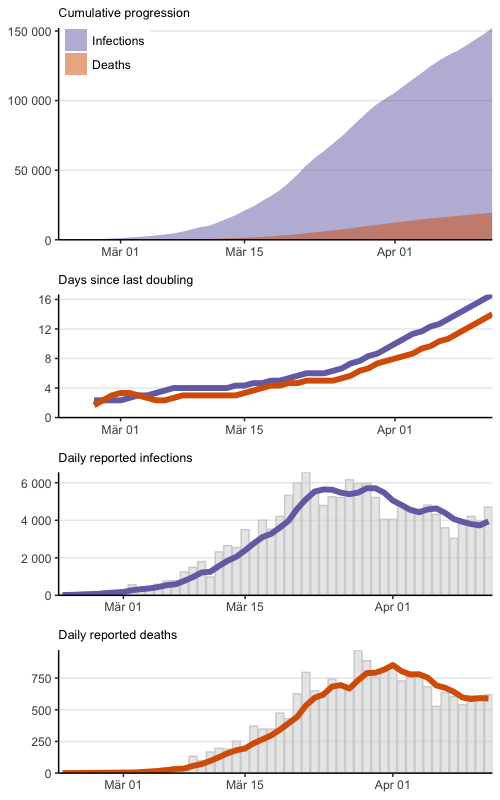 Cumulative progression
150 000
Infections
Deaths
100 000
50 000
0
Mär 01 Mär 15 Apr 01
Days since last doubling
16
12
8
4
0
Mär 01 Mär 15 Apr 01
Daily reported infections
6 000
4 000
2 000
0
Mär 01 Mär 15 Apr 01
Daily reported deaths
750
500
250
0
Mär 01 Mär 15 Apr 01